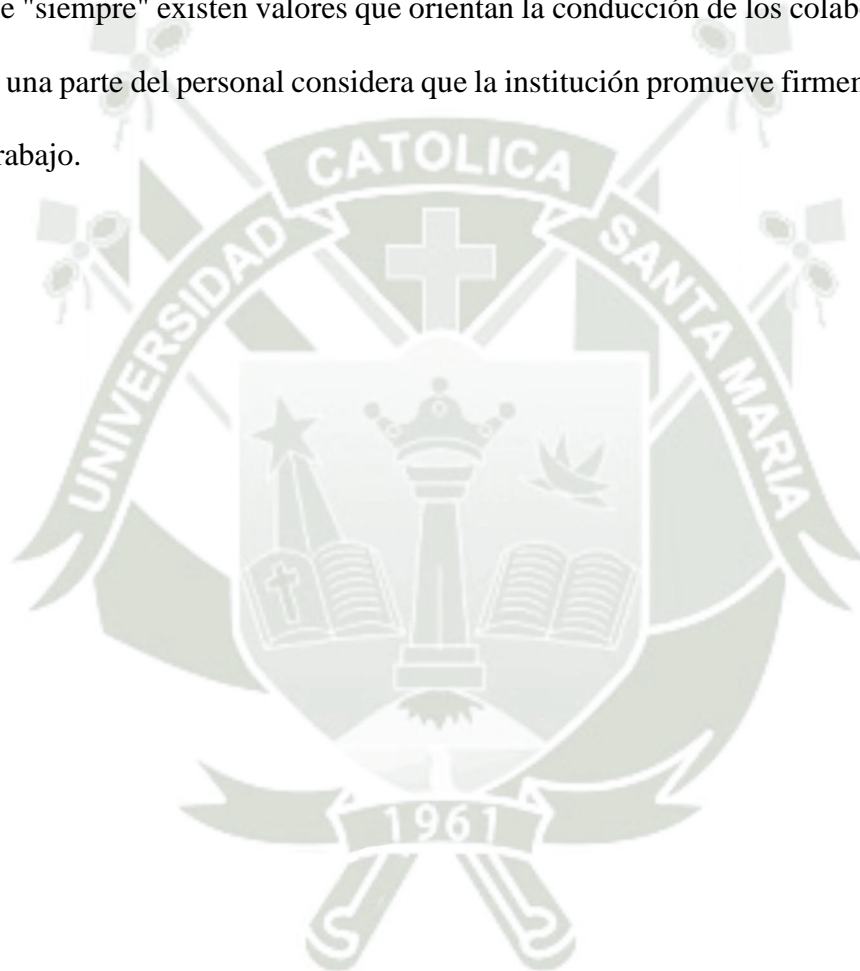 e "siempre" existen valores que orientan la conducción de los colab
una parte del personal considera que la institución promueve firmem
rabajo.
UNIVERSIDAD CATOLICA SANTA MARIA
1961